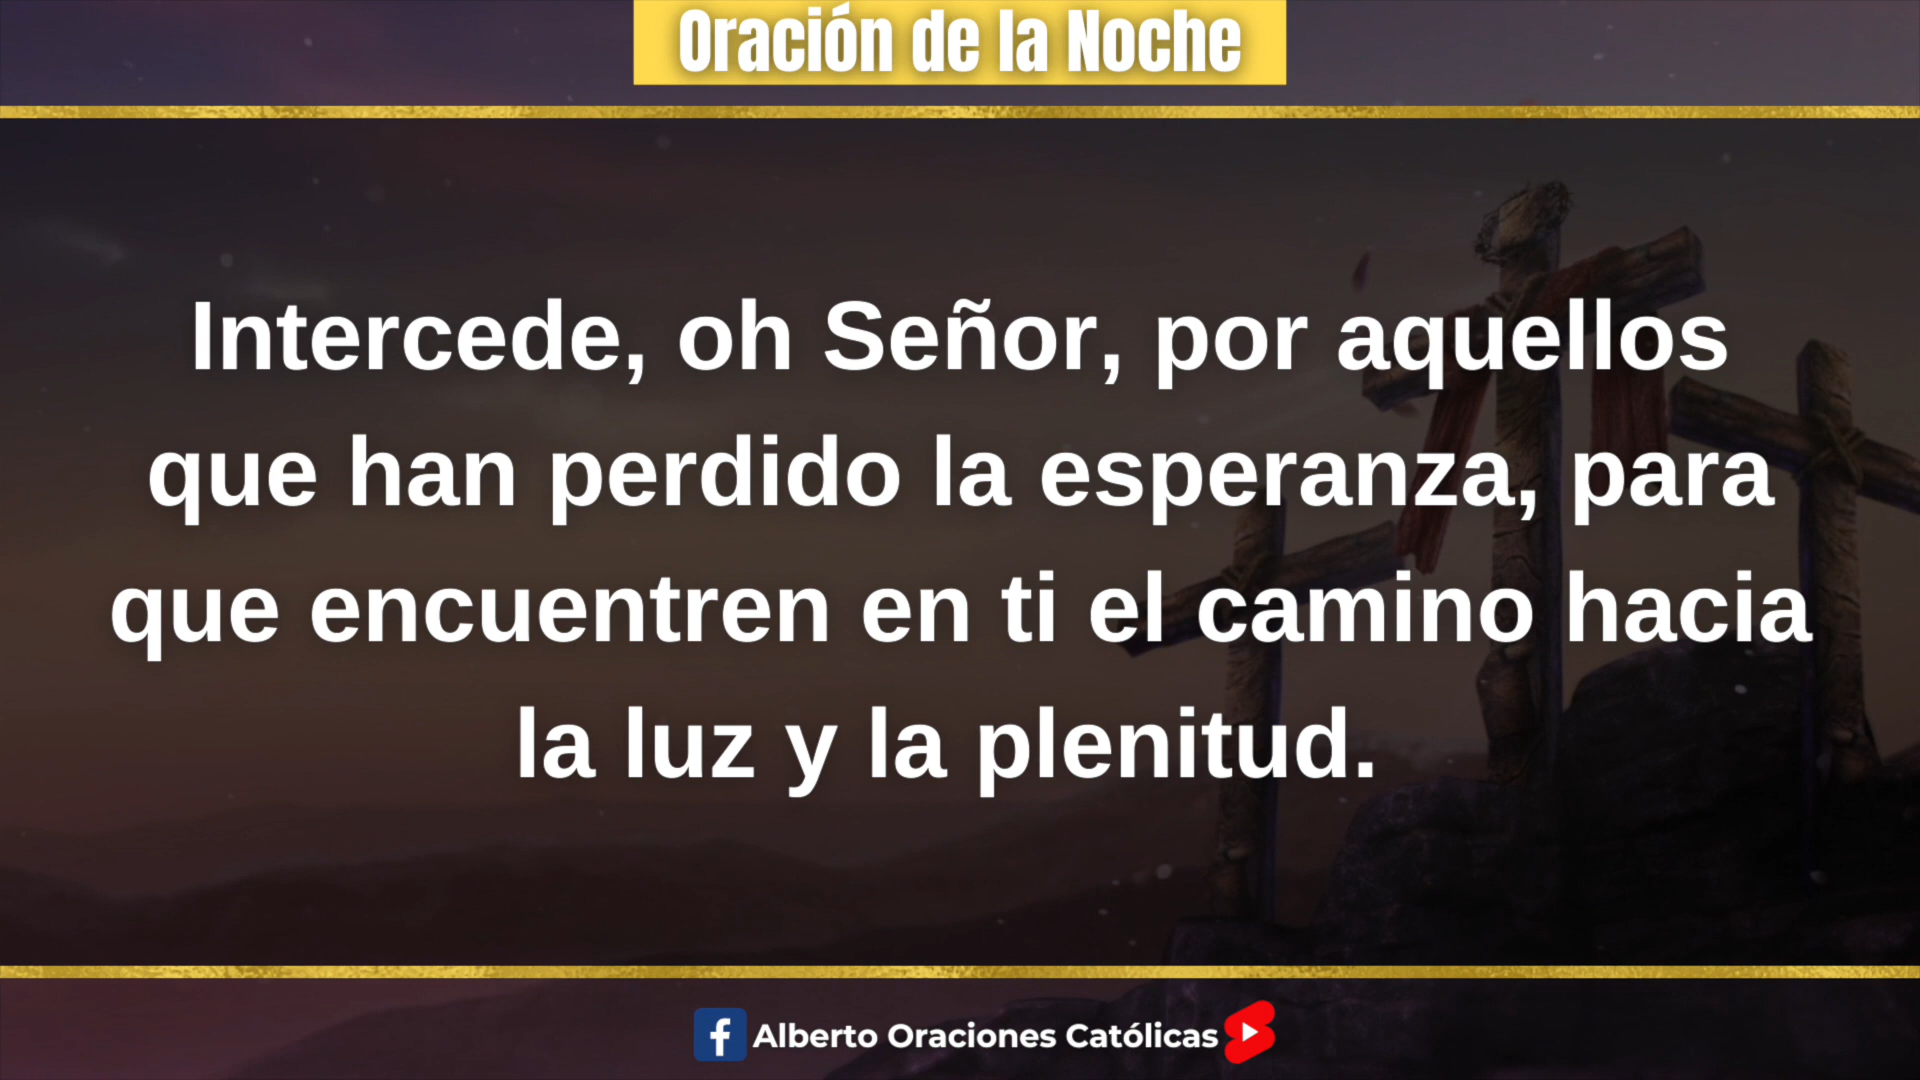 Oración de la Noche
Intercede, oh Señor, por aquellos
que han perdido la esperanza, para
que encuentren en ti el camino hacia
la luz y la plenitud.
Alberto Oraciones Católicas